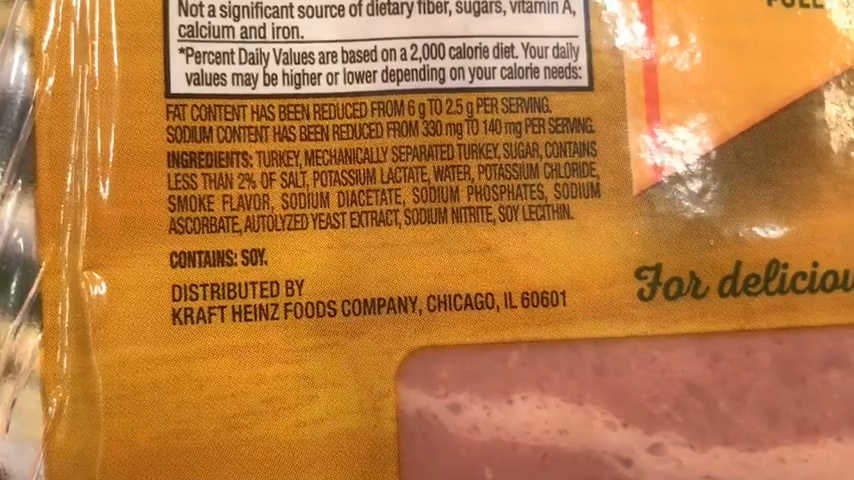 Not a significant source of dietary fiber, sugars, vitamin A,
calcium and iron.
*Percent Daily Values are based on a 2,000 calorie diet. Your daily
values may be higher or lower depending on your calorie needs:
FAT CONTENT HAS BEEN REDUCED FROM 6 g TO 2.5 g PER SERVING.
SODIUM CONTENT HAS BEEN REDUCED FROM 330 mg TO 140 mg PER SERVING.
INGREDIENTS: TURKEY, MECHANICALLY SEPARATED TURKEY, SUGAR, CONTAINS
LESS THAN 2% OF SALT, POTASSIUM LACTATE, WATER, POTASSIUM CHLORIDE,
SMOKE FLAVOR, SODIUM DIACETATE, SODIUM PHOSPHATES, SODIUM
ASCORBATE, AUTOLYZED YEAST EXTRACT, SODIUM NITRITE, SOY LECITHIN.
CONTAINS: SOY.
DISTRIBUTED BY
KRAFT HEINZ FOODS COMPANY, CHICAGO, IL 60601
For deliciou